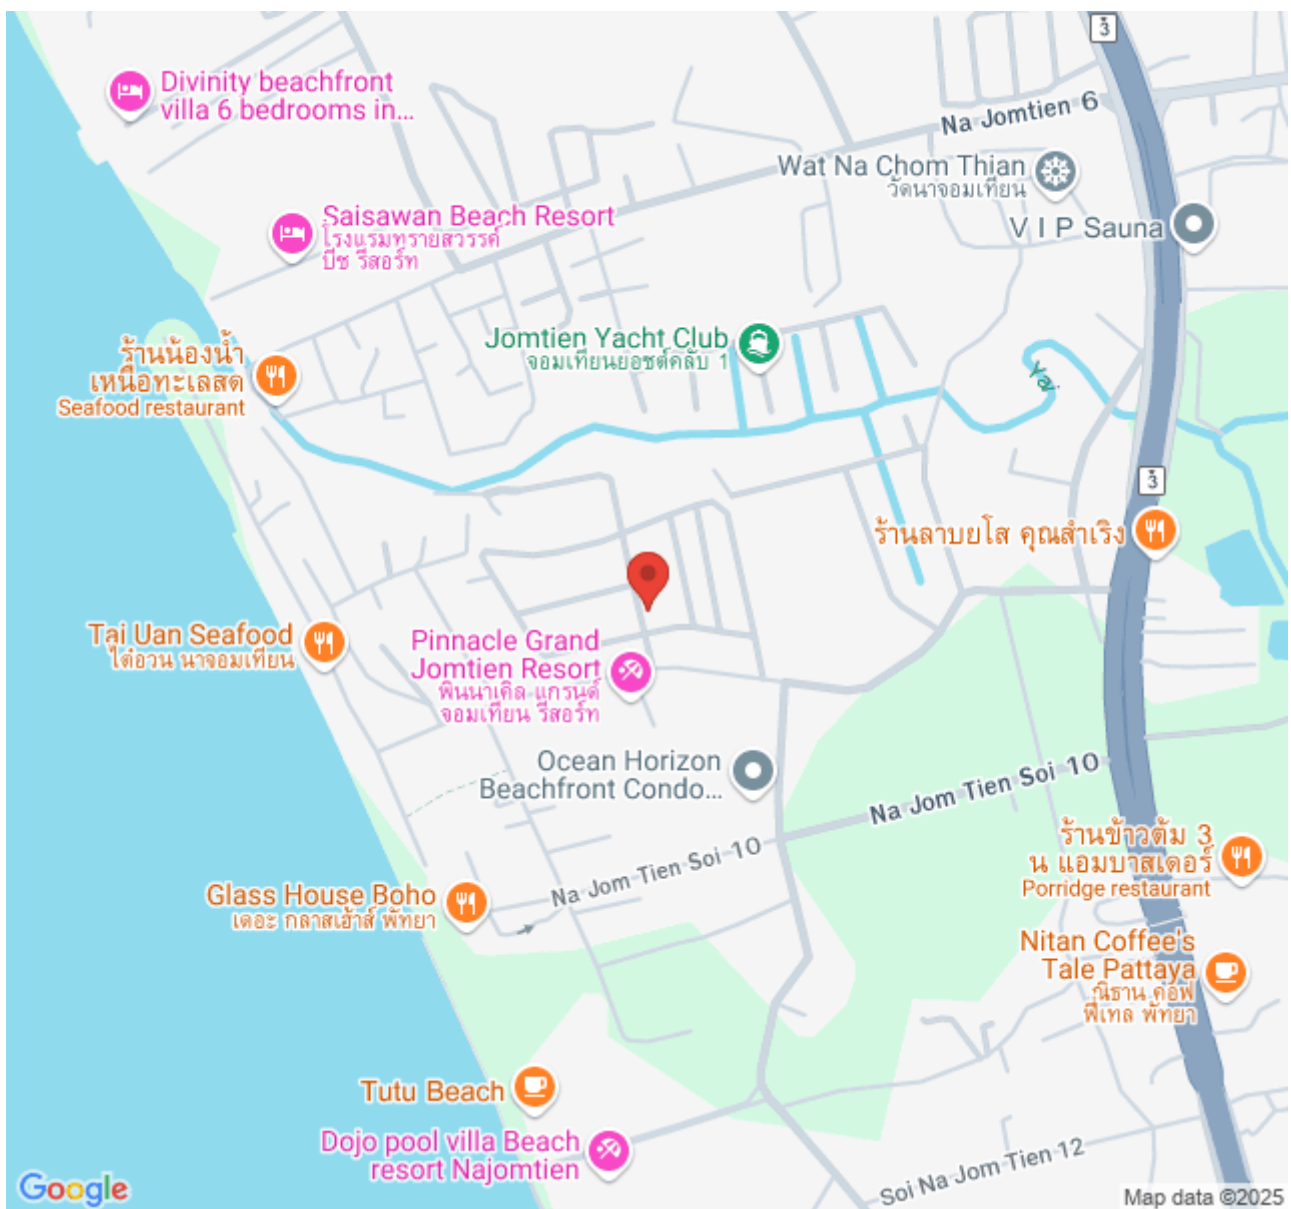 3
Divinity beachfront
villa 6 bedrooms in...
Na Jomtien 6
Wat Na Chom Thian
วัดนาจอมเทียน
Saisawan Beach Resort
โรงแรมทรายสวรรค์
บีช รีสอร์ท
V I P Sauna
Jomtien Yacht Club
จอมเทียนยอชต์คลับ 1
ร้านน้องน้ำ
เหนือทะเลสด
Seafood restaurant
Yai
3
ร้านลาบยโส คุณสำเริง
Tai Uan Seafood
ไต๋อ้วน นาจอมเทียน
Pinnacle Grand
Jomtien Resort
พินนาเคิล แกรนด์
จอมเทียน รีสอร์ท
Ocean Horizon
Beachfront Condo...
Na Jom Tien Soi 10
Na Jom Tien Soi 10
ร้านข้าวต้ม 3
น แอมบาสเดอร์
Porridge restaurant
Glass House Boho
เดอะ กลาสเฮ้าส์ พัทยา
Nitan Coffee's
Tale Pattaya
ณิธาน คอฟ
ฟี่เทล พัทยา
Tutu Beach
Dojo pool villa Beach
resort Najomtien
Soi Na Jom Tien 12
Google
Map data ©2025